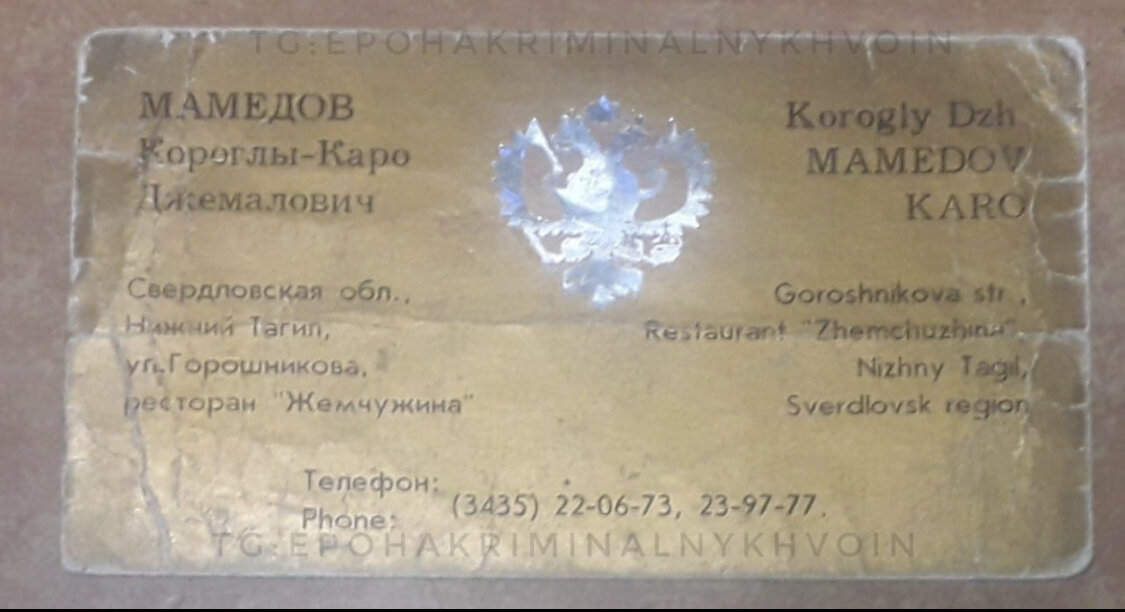 TG:EPOHAKRIMINALNYKHVOIN
МАМЕДОВ
Короглы-Каро
Джемалович
Korogly Dzh
MAMEDOV
KARO
Свердловская обл.,
Нижний Тагил,
ул.Горошникова,
ресторан "Жемчужина"
Goroshnikova str.,
Restaurant "Zhemchuzhina",
Nizhny Tagil,
Sverdlovsk region
Телефон:
Phone:
(3435) 22-06-73, 23-97-77.
TG:EPOHAKRIMINALNYKHVOIN